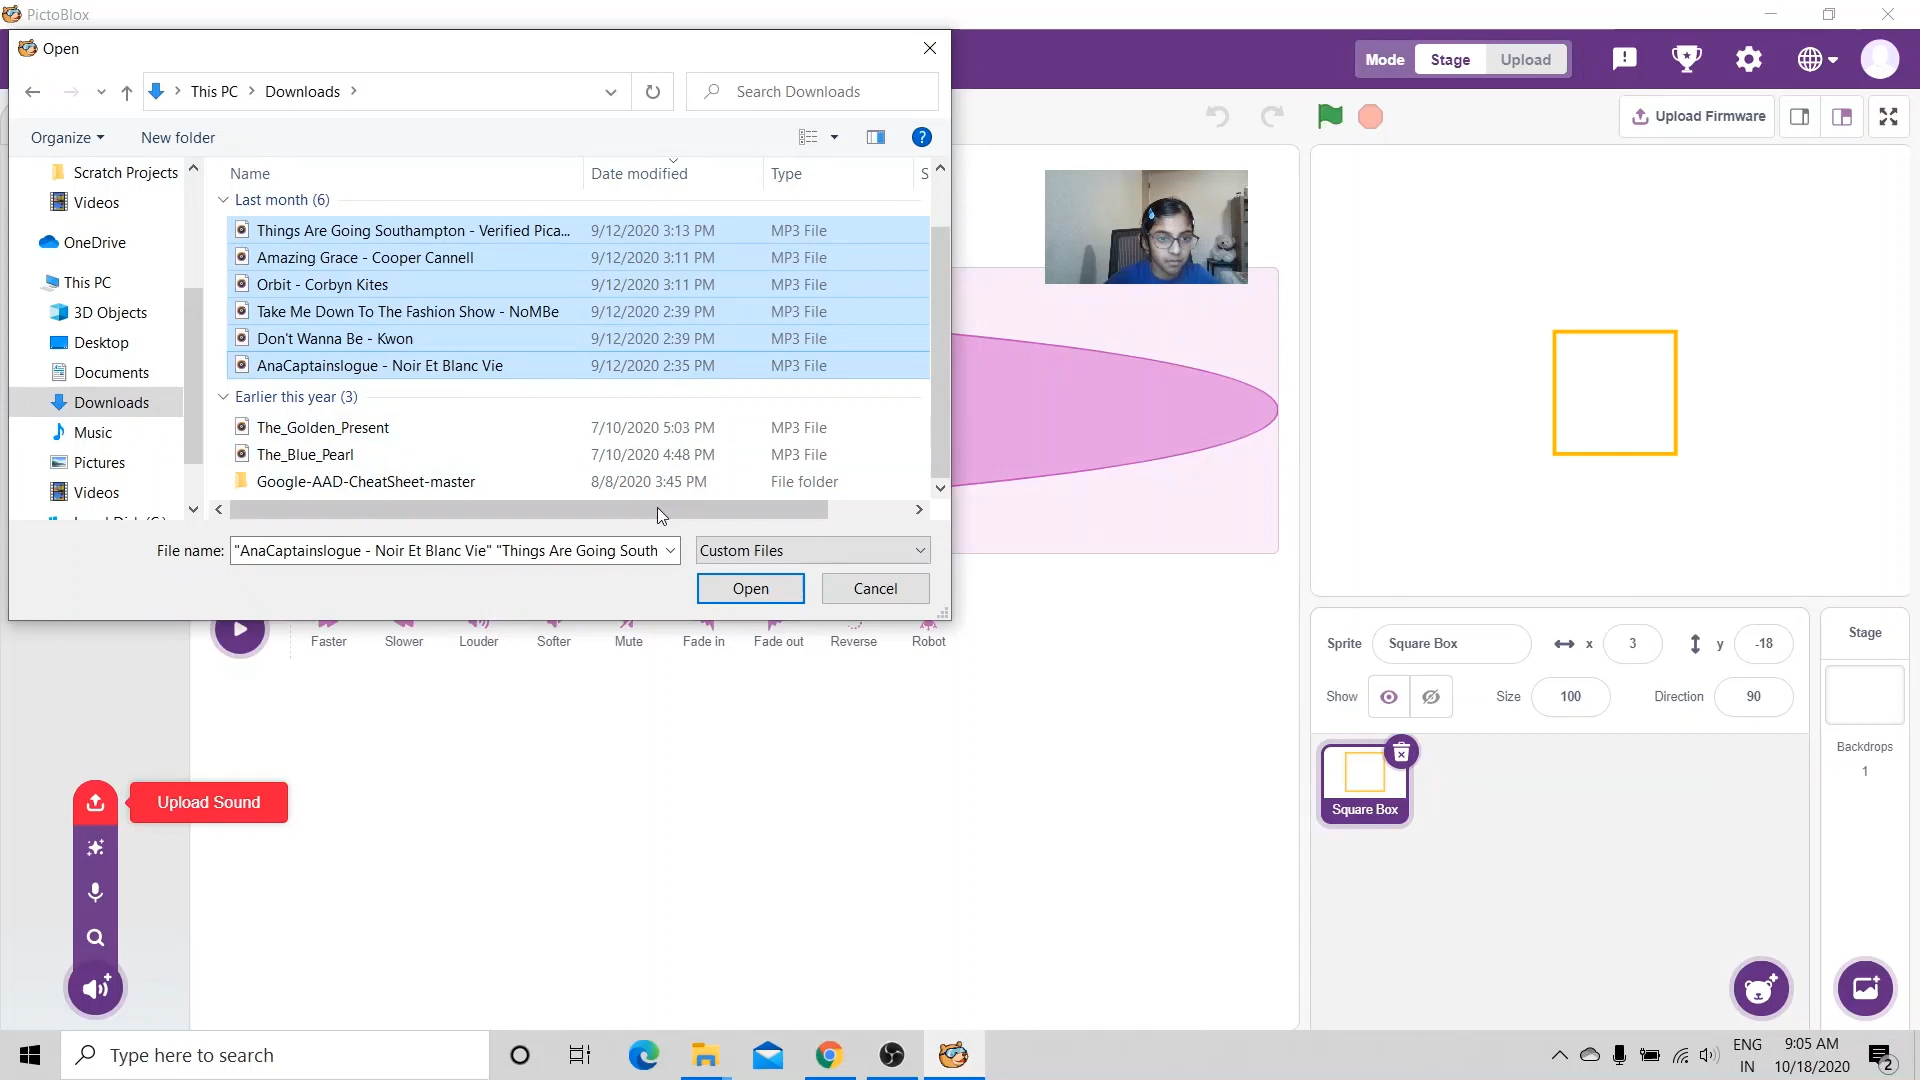 PictoBlox
Open
This PC Downloads
Search Downloads
Organize
New folder
?
Scratch Projects
Videos
OneDrive
This PC
3D Objects
Desktop
Documents
Downloads
Music
Pictures
Videos
Name Date modified Type S
Last month (6)
Things Are Going Southampton - Verified Pica... 9/12/2020 3:13 PM MP3 File
Amazing Grace - Cooper Cannell 9/12/2020 3:11 PM MP3 File
Orbit - Corbyn Kites 9/12/2020 3:11 PM MP3 File
Take Me Down To The Fashion Show - NoMBe 9/12/2020 2:39 PM MP3 File
Don't Wanna Be - Kwon 9/12/2020 2:39 PM MP3 File
AnaCaptainslogue - Noir Et Blanc Vie 9/12/2020 2:35 PM MP3 File
Earlier this year (3)
The_Golden_Present 7/10/2020 5:03 PM MP3 File
The_Blue_Pearl 7/10/2020 4:48 PM MP3 File
Google-AAD-CheatSheet-master 8/8/2020 3:45 PM File folder
File name: "AnaCaptainslogue - Noir Et Blanc Vie" "Things Are Going South Custom Files
Open Cancel
Mode Stage Upload
Upload Firmware
Faster Slower Louder Softer Mute Fade in Fade out Reverse Robot
Upload Sound
Sprite Square Box x 3 y -18
Show Size 100 Direction 90
Square Box
Stage
Backdrops
1
Type here to search
ENG
IN
9:05 AM
10/18/2020
2